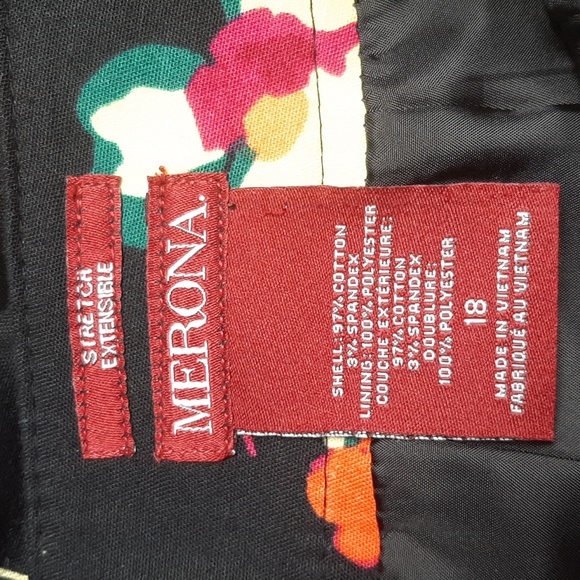 STRETCH
EXTENSIBLE
MERONA.
SHELL: 97% COTTON
3% SPANDEX
LINING: 100% POLYESTER
COUCHE EXTÉRIEURE:
97% COTTON
3% SPANDEX
DOUBLURE:
100% POLYESTER
18
MADE IN VIETNAM
FABRIQUÉ AU VIETNAM